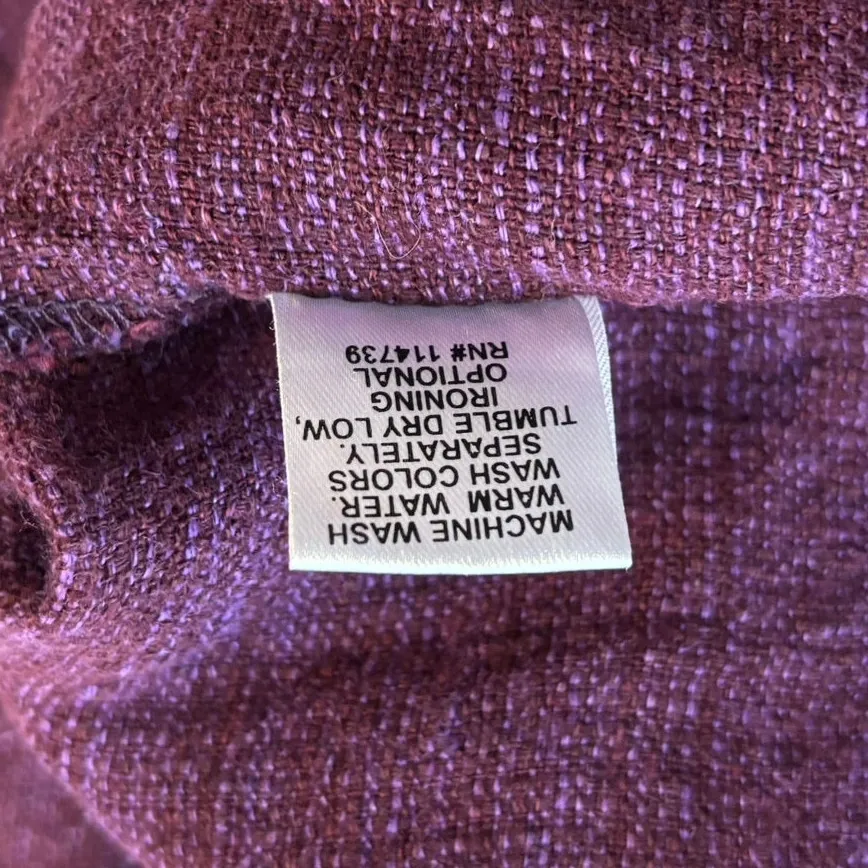 MACHINE WASH
WARM WATER.
WASH COLORS
SEPARATELY.
TUMBLE DRY LOW,
IRONING
OPTIONAL
RN# 114739